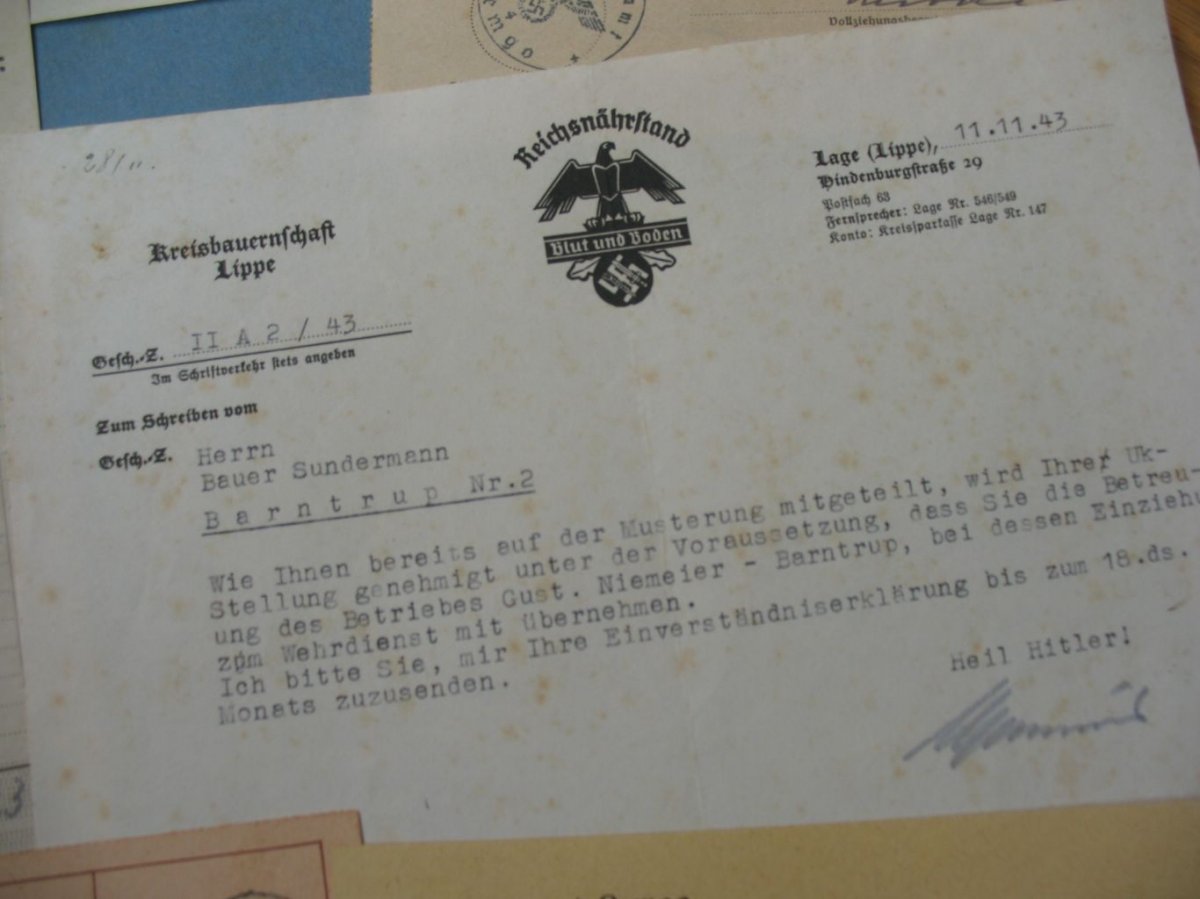 Vollziehungsbea
28/11.
Reichsnährstand
Blut und Boden
Kreisbauernschaft
Lippe
Lage (Lippe), 11.11.43
Hindenburgstraße 29
Postfach 63
Fernsprecher: Lage Nr. 546/549
Konto: Kreissparkasse Lage Nr. 147
Gesch.-Z. II A 2 / 43
Im Schriftverkehr stets angeben
Zum Schreiben vom
Gesch.-Z.
Herrn
Bauer Sundermann
Barntrup Nr.2
Wie Ihnen bereits auf der Musterung mitgeteilt, wird Ihrer Uk-
Stellung genehmigt unter der Voraussetzung, dass Sie die Betreu-
ung des Betriebes Gust. Niemeier - Barntrup, bei dessen Einziehu
zum Wehrdienst mit übernehmen.
Ich bitte Sie, mir Ihre Einverständniserklärung bis zum 18.ds.
Monats zuzusenden.
Heil Hitler!